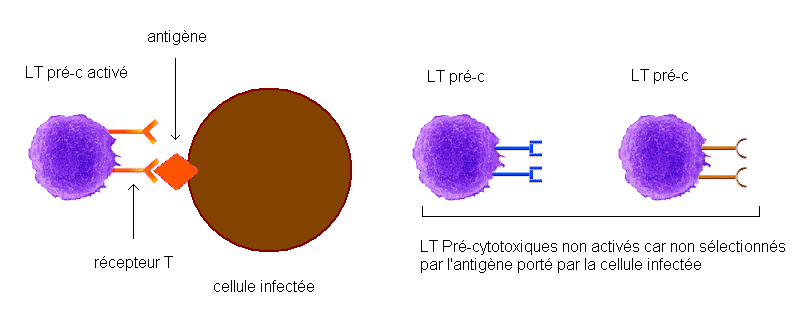 antigène
LT pré-c activé
LT pré-c
LT pré-c
récepteur T
cellule infectée
LT Pré-cytotoxiques non activés car non sélectionnés
par l'antigène porté par la cellule infectée